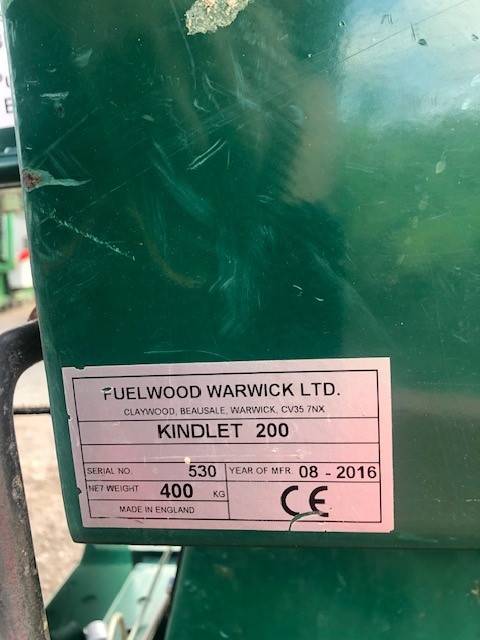 FUELWOOD WARWICK LTD.
CLAYWOOD, BEAUSALE, WARWICK, CV35 7NX
KINDLET 200
SERIAL NO. 530 YEAR OF MFR. 08 - 2016
NET WEIGHT 400 KG CE
MADE IN ENGLAND